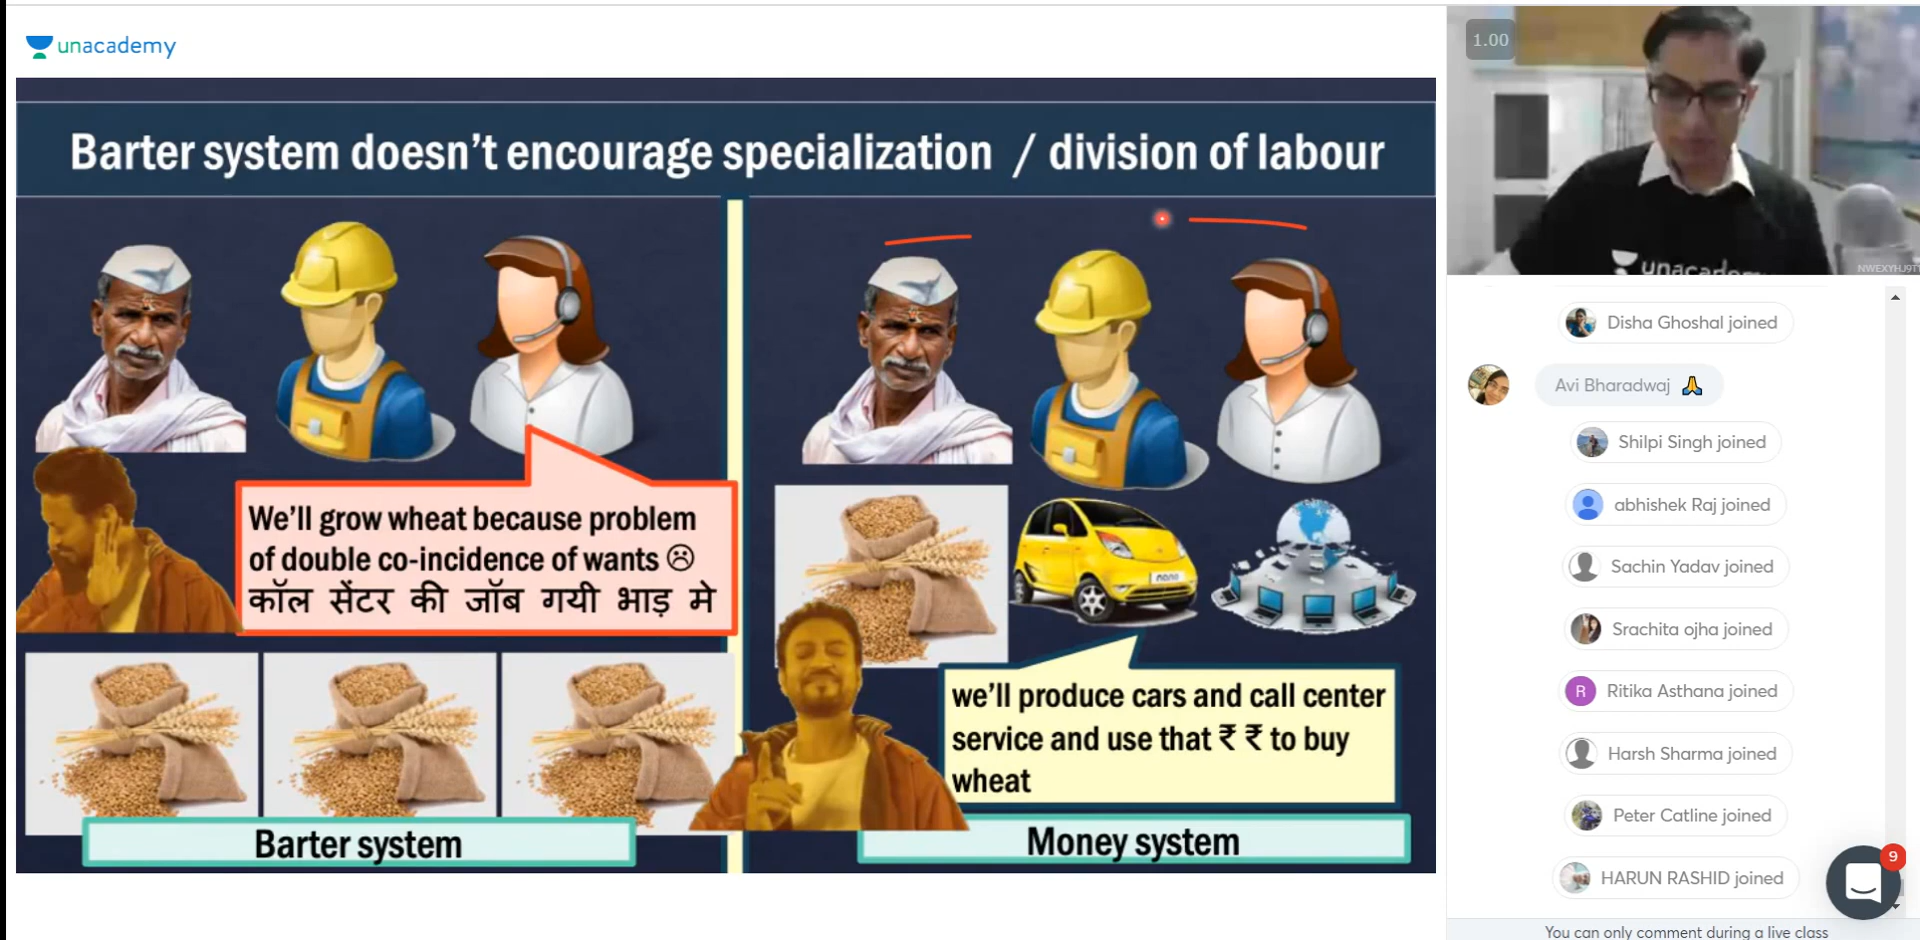 unacademy
Barter system doesn't encourage specialization / division of labour
We'll grow wheat because problem
of double co-incidence of wants ☹
कॉल सेंटर की जॉब गयी भाड़ मे
Barter system
nano
we'll produce cars and call center
service and use that ₹ ₹ to buy
wheat
Money system
1.00
unacademy
NWEXYHJ9T
Disha Ghoshal joined
Avi Bharadwaj 🙏
Shilpi Singh joined
abhishek Raj joined
Sachin Yadav joined
Srachita ojha joined
R Ritika Asthana joined
Harsh Sharma joined
Peter Catline joined
HARUN RASHID joined
9
You can only comment during a live class